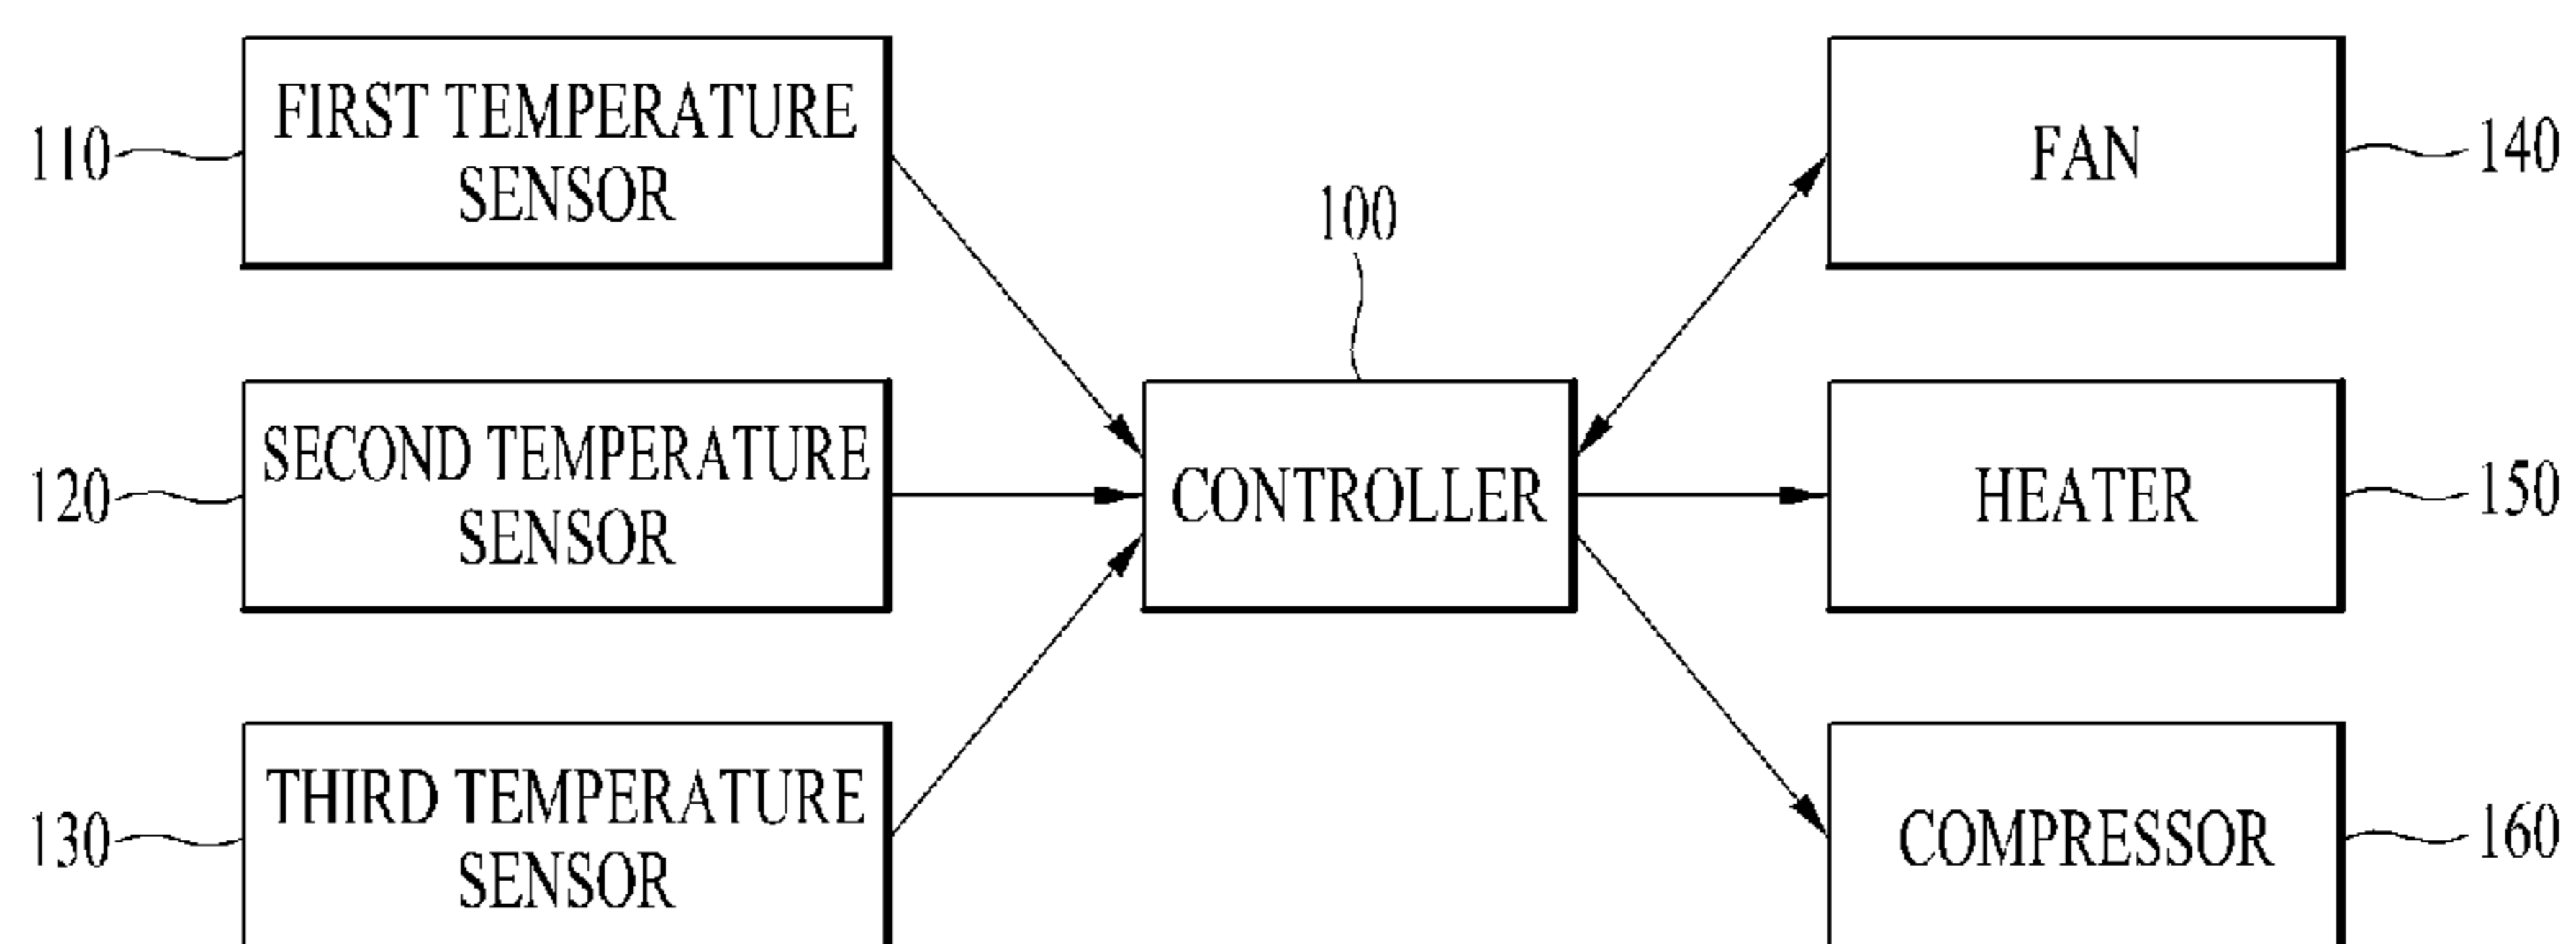 110
FIRST TEMPERATURE
SENSOR
FAN
140
100
120
SECOND TEMPERATURE
SENSOR
CONTROLLER
HEATER
150
130
THIRD TEMPERATURE
SENSOR
COMPRESSOR
160